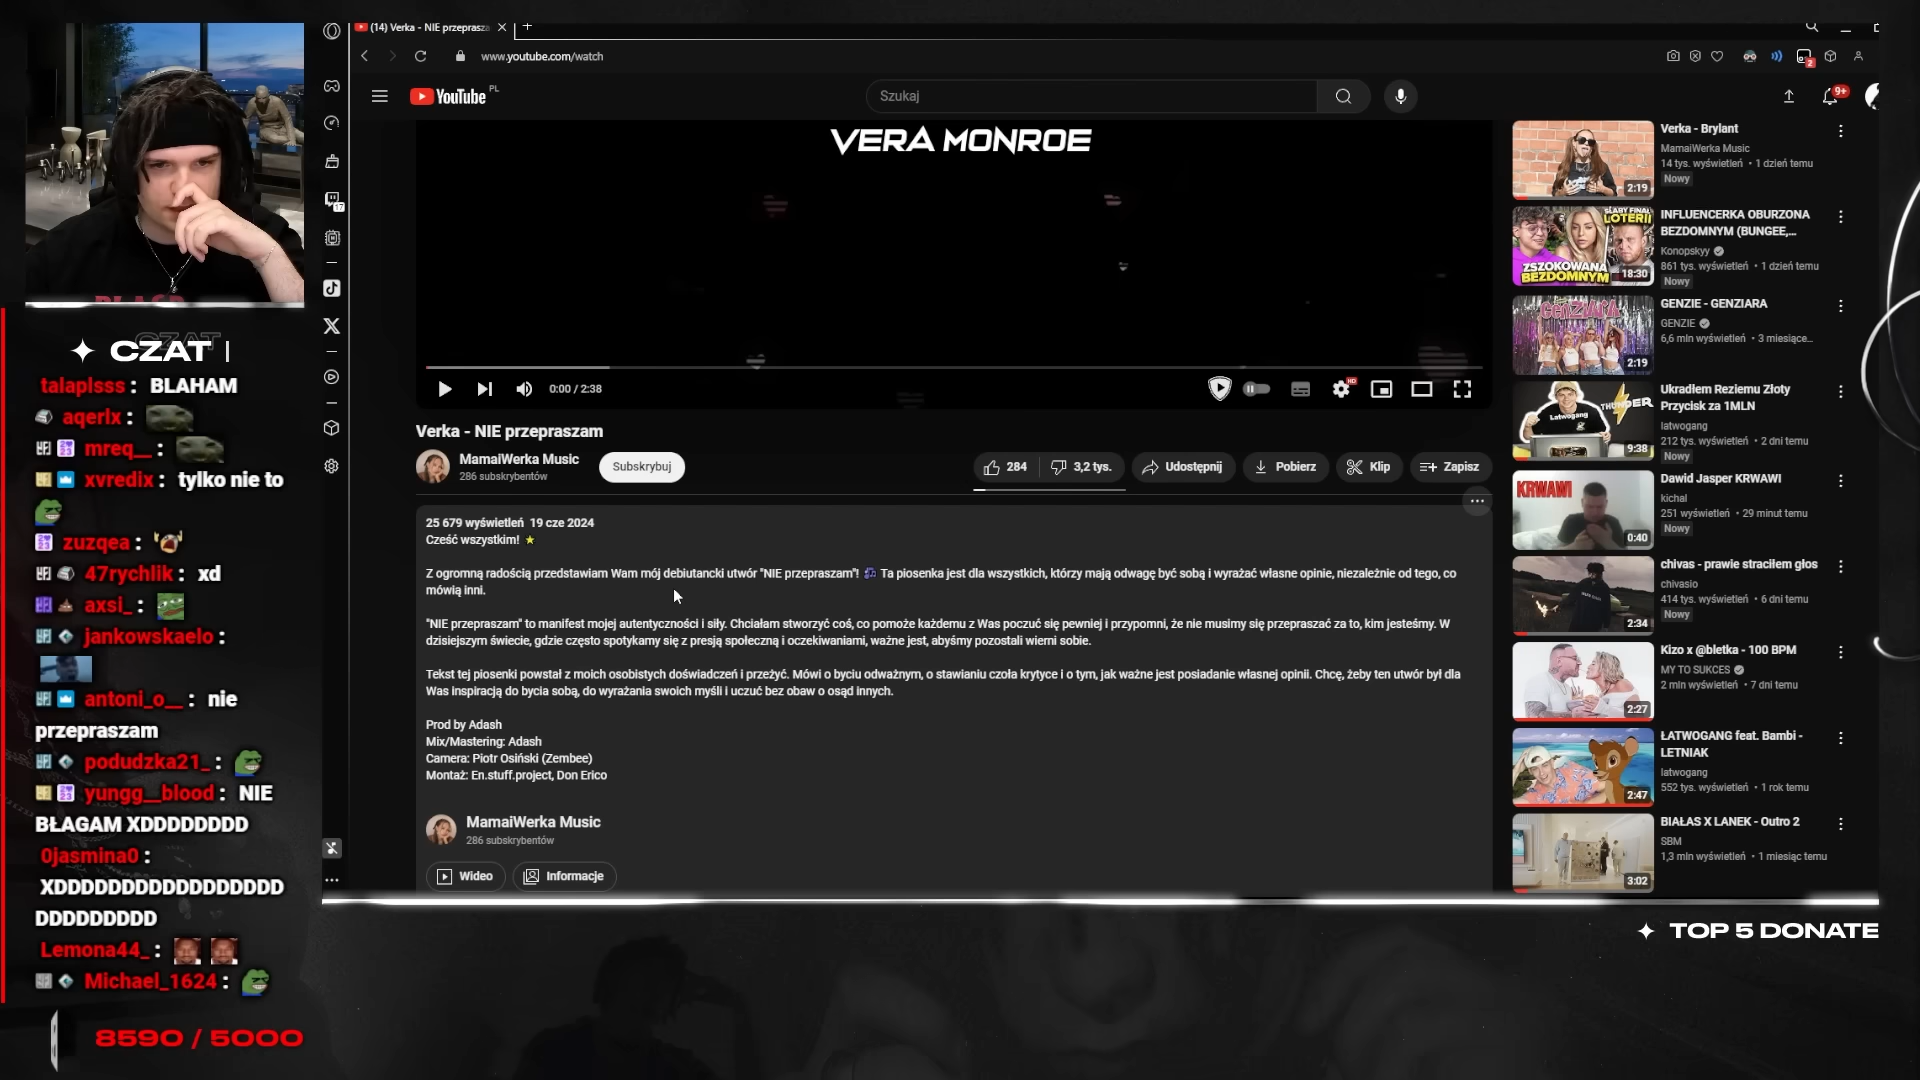 (14) Verka - NIE przeprasza
www.youtube.com/watch
YouTube PL
Szukaj
9+
2
17
VERA MONROE
0:00 / 2:38
HD
Verka - NIE przepraszam
MamaiWerka Music
286 subskrybentów
Subskrybuj
284
3,2 tys.
Udostępnij
Pobierz
Klip
Zapisz
25 679 wyświetleń 19 cze 2024
Cześć wszystkim!
Z ogromną radością przedstawiam Wam mój debiutancki utwór "NIE przepraszam"! Ta piosenka jest dla wszystkich, którzy mają odwagę być sobą i wyrażać własne opinie, niezależnie od tego, co
mówią inni.
"NIE przepraszam" to manifest mojej autentyczności i siły. Chciałam stworzyć coś, co pomoże każdemu z Was poczuć się pewniej i przypomni, że nie musimy się przepraszać za to, kim jesteśmy. W
dzisiejszym świecie, gdzie często spotykamy się z presją społeczną i oczekiwaniami, ważne jest, abyśmy pozostali wierni sobie.
Tekst tej piosenki powstał z moich osobistych doświadczeń i przeżyć. Mówi o byciu odważnym, o stawianiu czoła krytyce i o tym, jak ważne jest posiadanie własnej opinii. Chcę, żeby ten utwór był dla
Was inspiracją do bycia sobą, do wyrażania swoich myśli i uczuć bez obaw o osąd innych.
Prod by Adash
Mix/Mastering: Adash
Camera: Piotr Osiński (Zembee)
Montaż: En.stuff.project, Don Erico
MamaiWerka Music
286 subskrybentów
Wideo
Informacje
Verka - Brylant
MamaiWerka Music
14 tys. wyświetleń • 1 dzień temu
Nowy
2:19
INFLUENCERKA OBURZONA
BEZDOMNYM (BUNGEE,...
Konopskyy
861 tys. wyświetleń • 1 dzień temu
Nowy
SŁABY FINAŁ
LOTERII
ZSZOKOWANA
BEZDOMNYM
18:30
GENZIE - GENZIARA
GENZIE
6,6 mln wyświetleń • 3 miesiące...
GENZIARA
2:19
Ukradłem Reziemu Złoty
Przycisk za 1MLN
latwogang
212 tys. wyświetleń • 2 dni temu
Nowy
Latwogang
THUNDER
9:38
Dawid Jasper KRWAWI
kichal
251 wyświetleń • 29 minut temu
Nowy
KRWAWI
0:40
chivas - prawie straciłem głos
chivasio
414 tys. wyświetleń • 6 dni temu
Nowy
2:34
Kizo x @bletka - 100 BPM
MY TO SUKCES
2 mln wyświetleń • 7 dni temu
2:27
ŁATWOGANG feat. Bambi -
LETNIAK
latwogang
552 tys. wyświetleń • 1 rok temu
2:47
BIAŁAS X LANEK - Outro 2
SBM
1,3 mln wyświetleń • 1 miesiąc temu
3:02
CZAT |
talaplsss : BLAHAM
aqerlx :
mreq__ :
xvredix : tylko nie to
zuzqea :
47rychlik : xd
axsi_ :
jankowskaelo :
antoni_o__ : nie
przepraszam
podudzka21_ :
yungg__blood : NIE
BŁAGAM XDDDDDDDD
0jasmina0 :
XDDDDDDDDDDDDDDDDD
DDDDDDDDD
Lemona44_ :
Michael_1624 :
8590 / 5000
TOP 5 DONATE